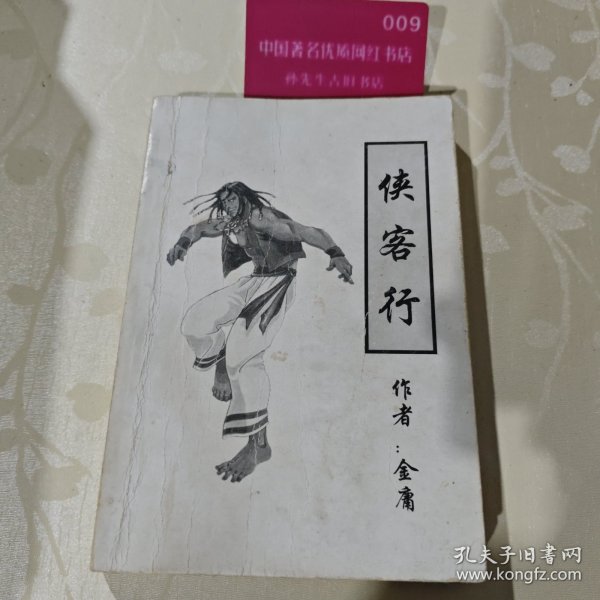 009
中国著名优质网红书店
孙先生古旧书店
侠客行
作者：金庸
孔夫子旧书网
www.kongfz.com